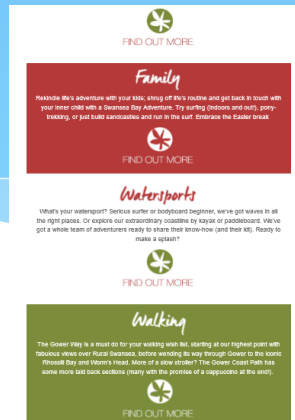 FIND OUT MORE
Family
Rekindle life's adventure with your kids; shrug off life's routine and get back in touch with
your inner child with a Swansea Bay Adventure. Try surfing (indoors and out!), pony-
trekking, or just build sandcastles and run in the surf. Embrace the Easter break
FIND OUT MORE
Watersports
What's your watersport? Serious surfer or bodyboard beginner, we've got waves in all
the right places. Or explore our extraordinary coastline by kayak or paddleboard. We've
got a whole team of adventurers ready to share their know-how (and their kit). Ready to
make a splash?
FIND OUT MORE
Walking
The Gower Way is a must do for your walking wish list, starting at our highest point with
fabulous views over Rural Swansea, before wending its way through Gower to the iconic
Rhossili Bay and Worm's Head. More of a slow stroller? The Gower Coast Path has
some more laid back sections (many with the promise of a cappuccino at the end!).
FIND OUT MORE